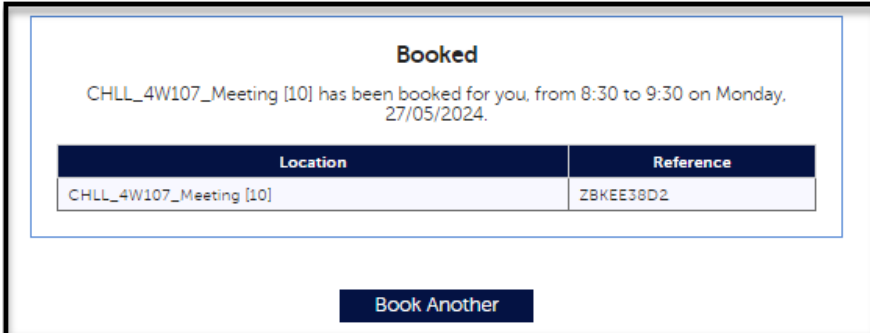 Booked
CHLL_4W107_Meeting [10] has been booked for you, from 8:30 to 9:30 on Monday,
27/05/2024.
Location Reference
CHLL_4W107_Meeting [10] ZBKEE38D2
Book Another